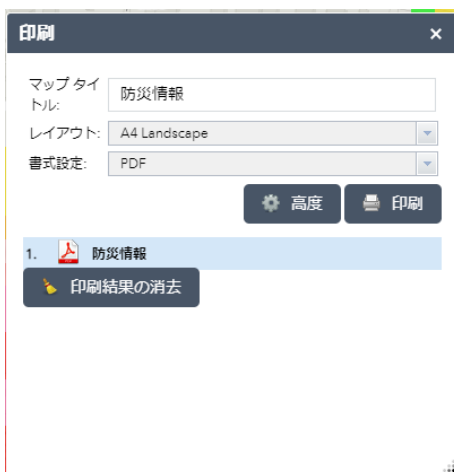 印刷
×
マップ タイ
トル:
防災情報
レイアウト: A4 Landscape
書式設定: PDF
高度 印刷
1. 防災情報
印刷結果の消去